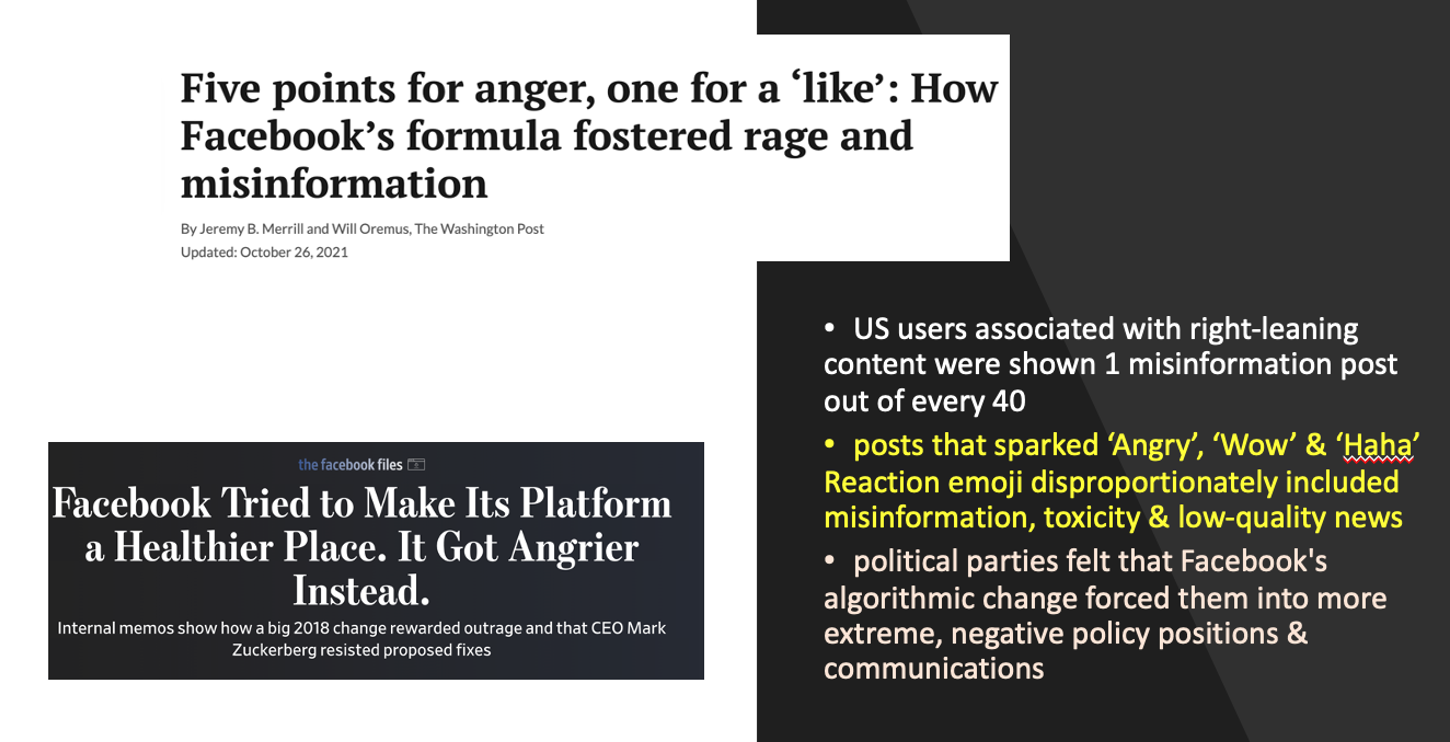 Five points for anger, one for a ‘like’: How
Facebook’s formula fostered rage and
misinformation
By Jeremy B. Merrill and Will Oremus, The Washington Post
Updated: October 26, 2021
the facebook files
Facebook Tried to Make Its Platform
a Healthier Place. It Got Angrier
Instead.
Internal memos show how a big 2018 change rewarded outrage and that CEO Mark
Zuckerberg resisted proposed fixes
• US users associated with right-leaning
content were shown 1 misinformation post
out of every 40
• posts that sparked ‘Angry’, ‘Wow’ & ‘Haha’
Reaction emoji disproportionately included
misinformation, toxicity & low-quality news
• political parties felt that Facebook's
algorithmic change forced them into more
extreme, negative policy positions &
communications